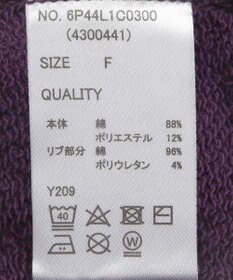 NO. 6P44L1C0300
(4300441)
SIZE F
QUALITY
本体 綿 88%
ポリエステル 12%
リブ部分 綿 96%
ポリウレタン 4%
Y209
40
W